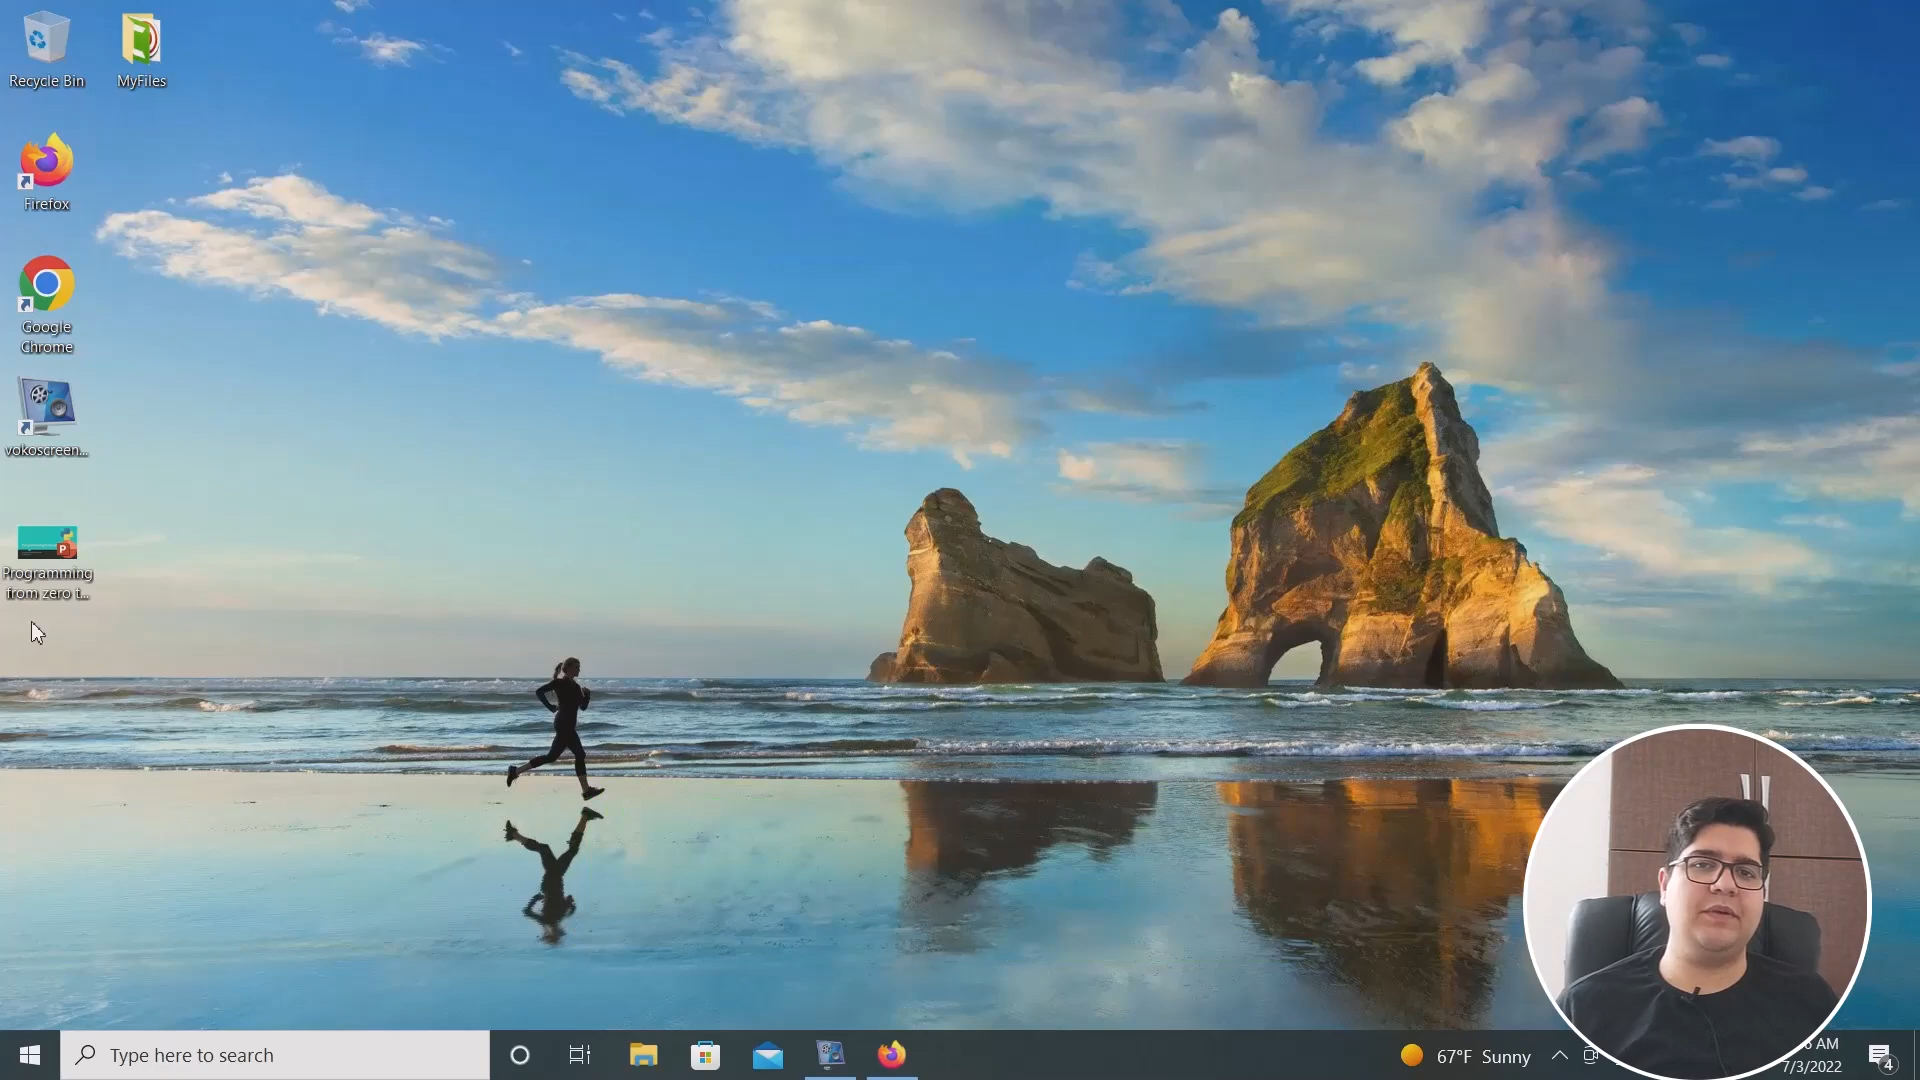 Recycle Bin
MyFiles
Firefox
Google
Chrome
vokoscreen...
Programming
from zero t...
Type here to search
67°F Sunny
AM
7/3/2022
4